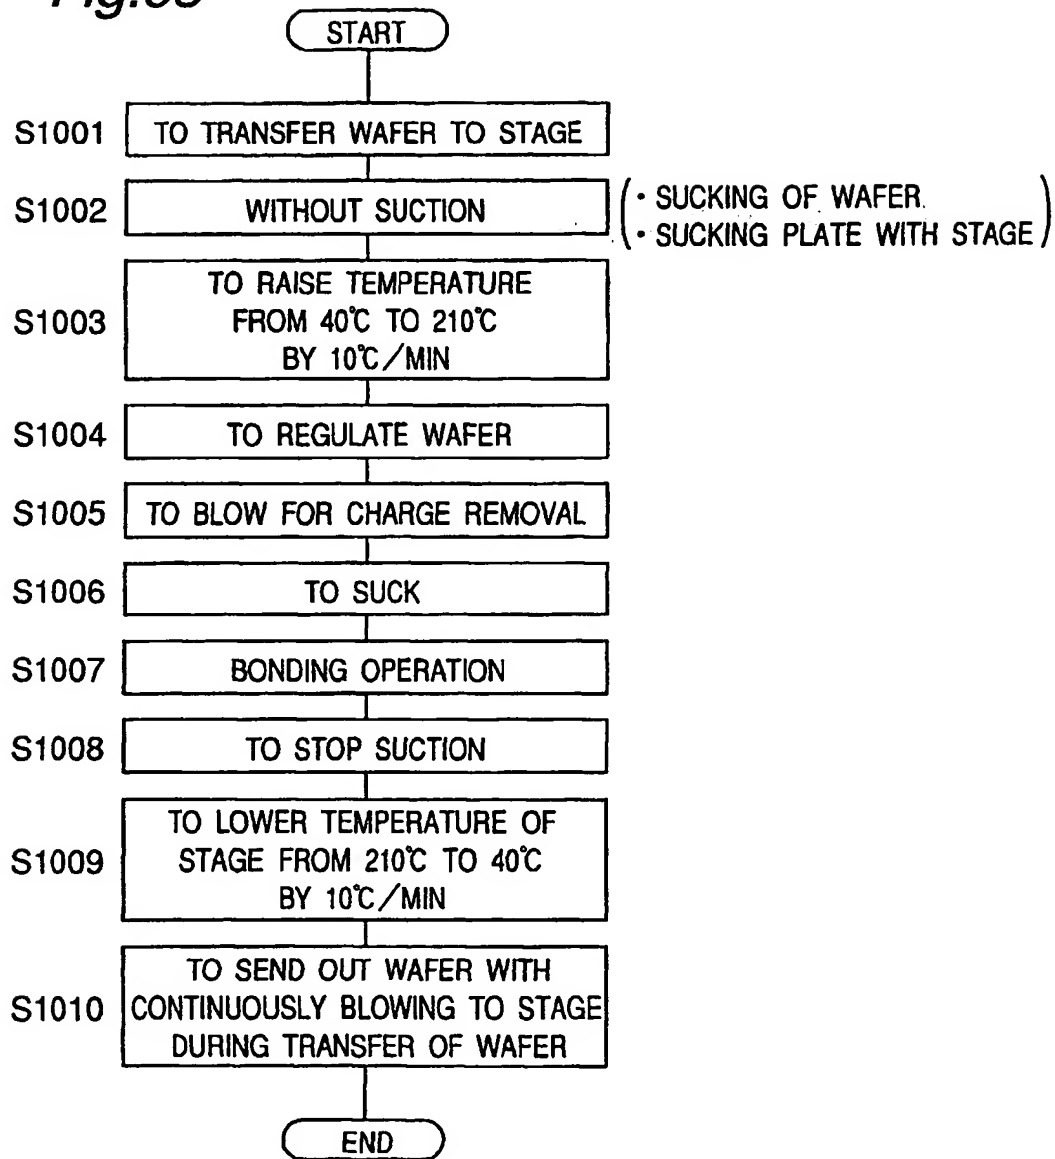 START
S1001 TO TRANSFER WAFER TO STAGE
S1002 WITHOUT SUCTION
(· SUCKING OF WAFER
· SUCKING PLATE WITH STAGE)
S1003 TO RAISE TEMPERATURE
FROM 40℃ TO 210℃
BY 10℃/MIN
S1004 TO REGULATE WAFER
S1005 TO BLOW FOR CHARGE REMOVAL
S1006 TO SUCK
S1007 BONDING OPERATION
S1008 TO STOP SUCTION
S1009 TO LOWER TEMPERATURE OF
STAGE FROM 210℃ TO 40℃
BY 10℃/MIN
S1010 TO SEND OUT WAFER WITH
CONTINUOUSLY BLOWING TO STAGE
DURING TRANSFER OF WAFER
END